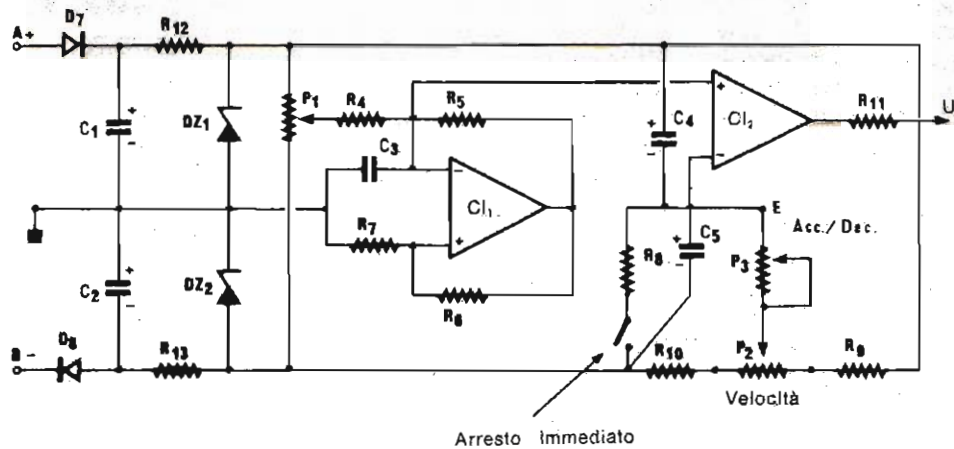 A+
D7
R12
C1
+
-
DZ1
P1
R4
R5
C3
-
+
CI1
R7
R6
C4
+
-
+
-
CI2
R11
U
E
Acc./Dec.
R8
C5
+
-
P3
C2
+
-
DZ2
B-
D8
R13
R10
P2
R9
Velocità
Arresto Immediato